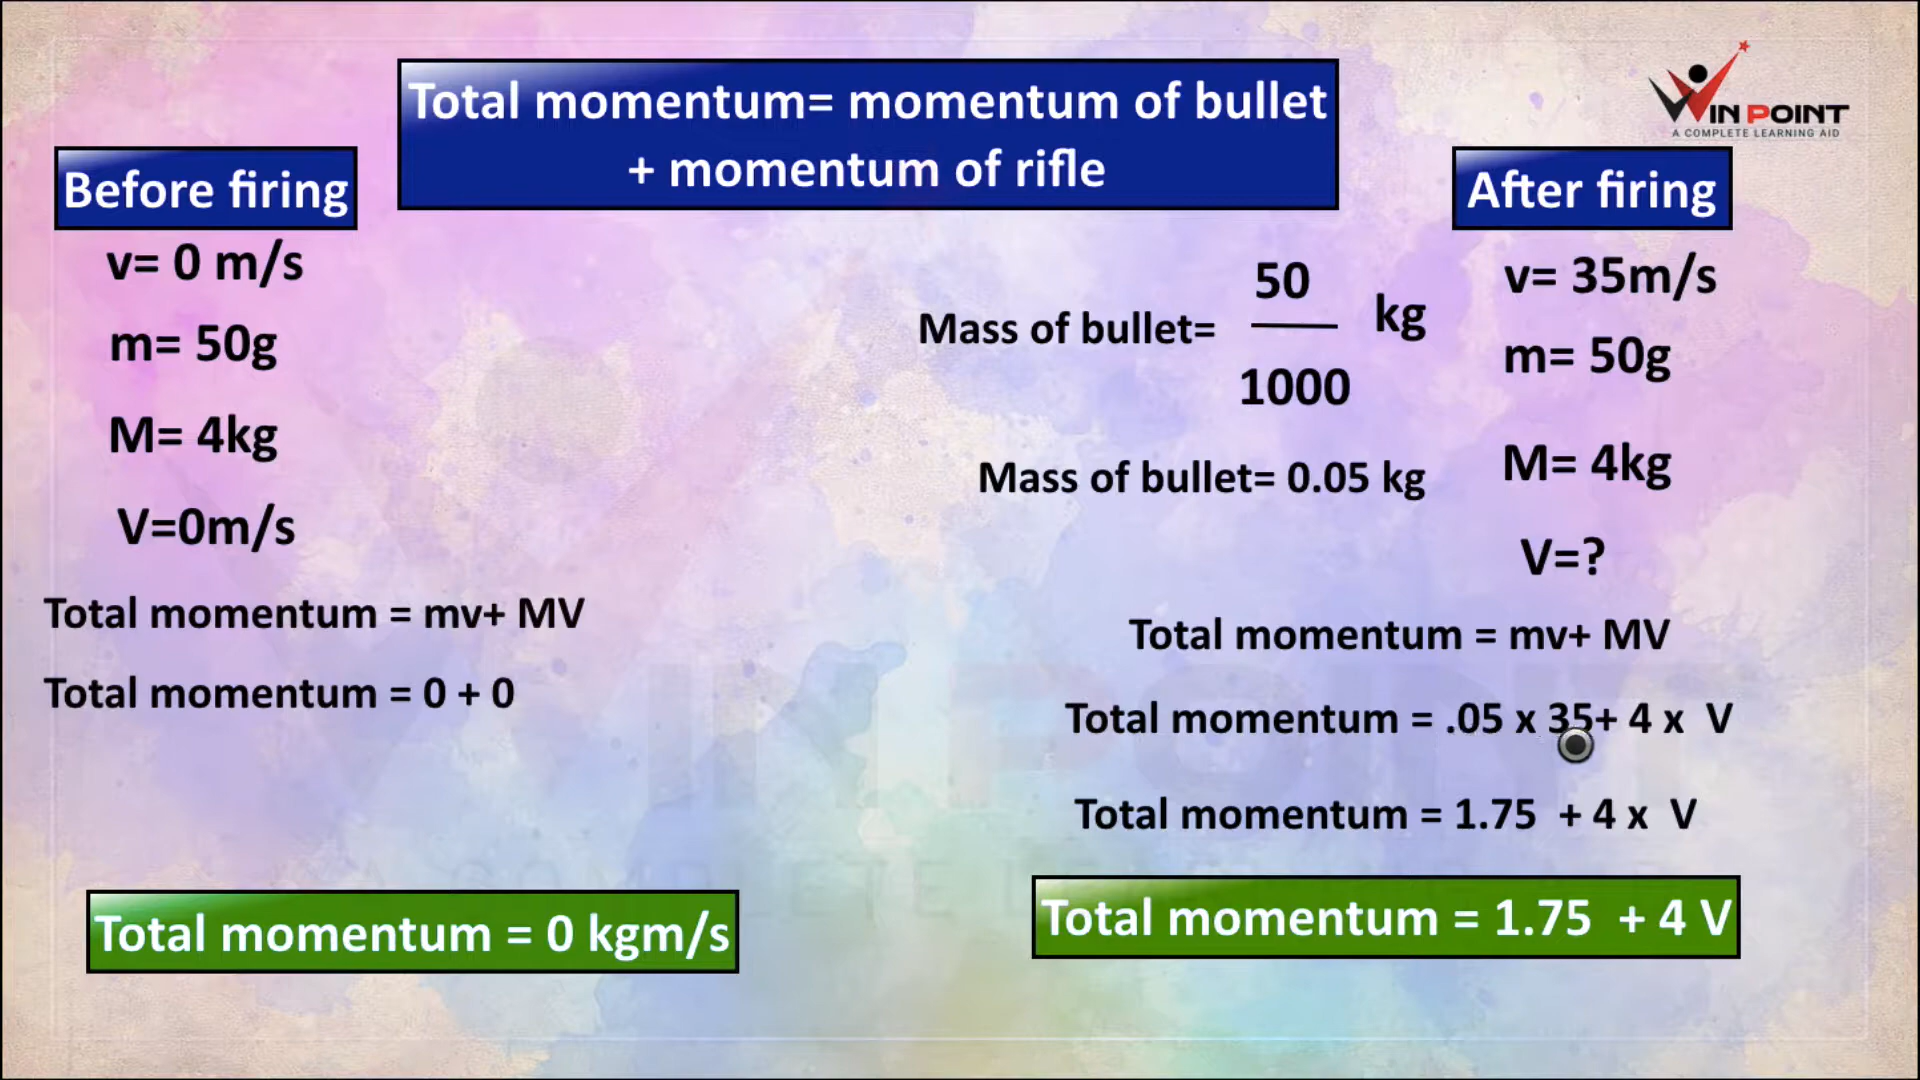 Total momentum= momentum of bullet
+ momentum of rifle
WIN POINT
A COMPLETE LEARNING AID
Before firing
v= 0 m/s
m= 50g
M= 4kg
V=0m/s
Total momentum = mv+ MV
Total momentum = 0 + 0
Total momentum = 0 kgm/s
Mass of bullet= 50
1000 kg
Mass of bullet= 0.05 kg
After firing
v= 35m/s
m= 50g
M= 4kg
V=?
Total momentum = mv+ MV
Total momentum = .05 x 35+ 4 x V
Total momentum = 1.75 + 4 x V
Total momentum = 1.75 + 4 V